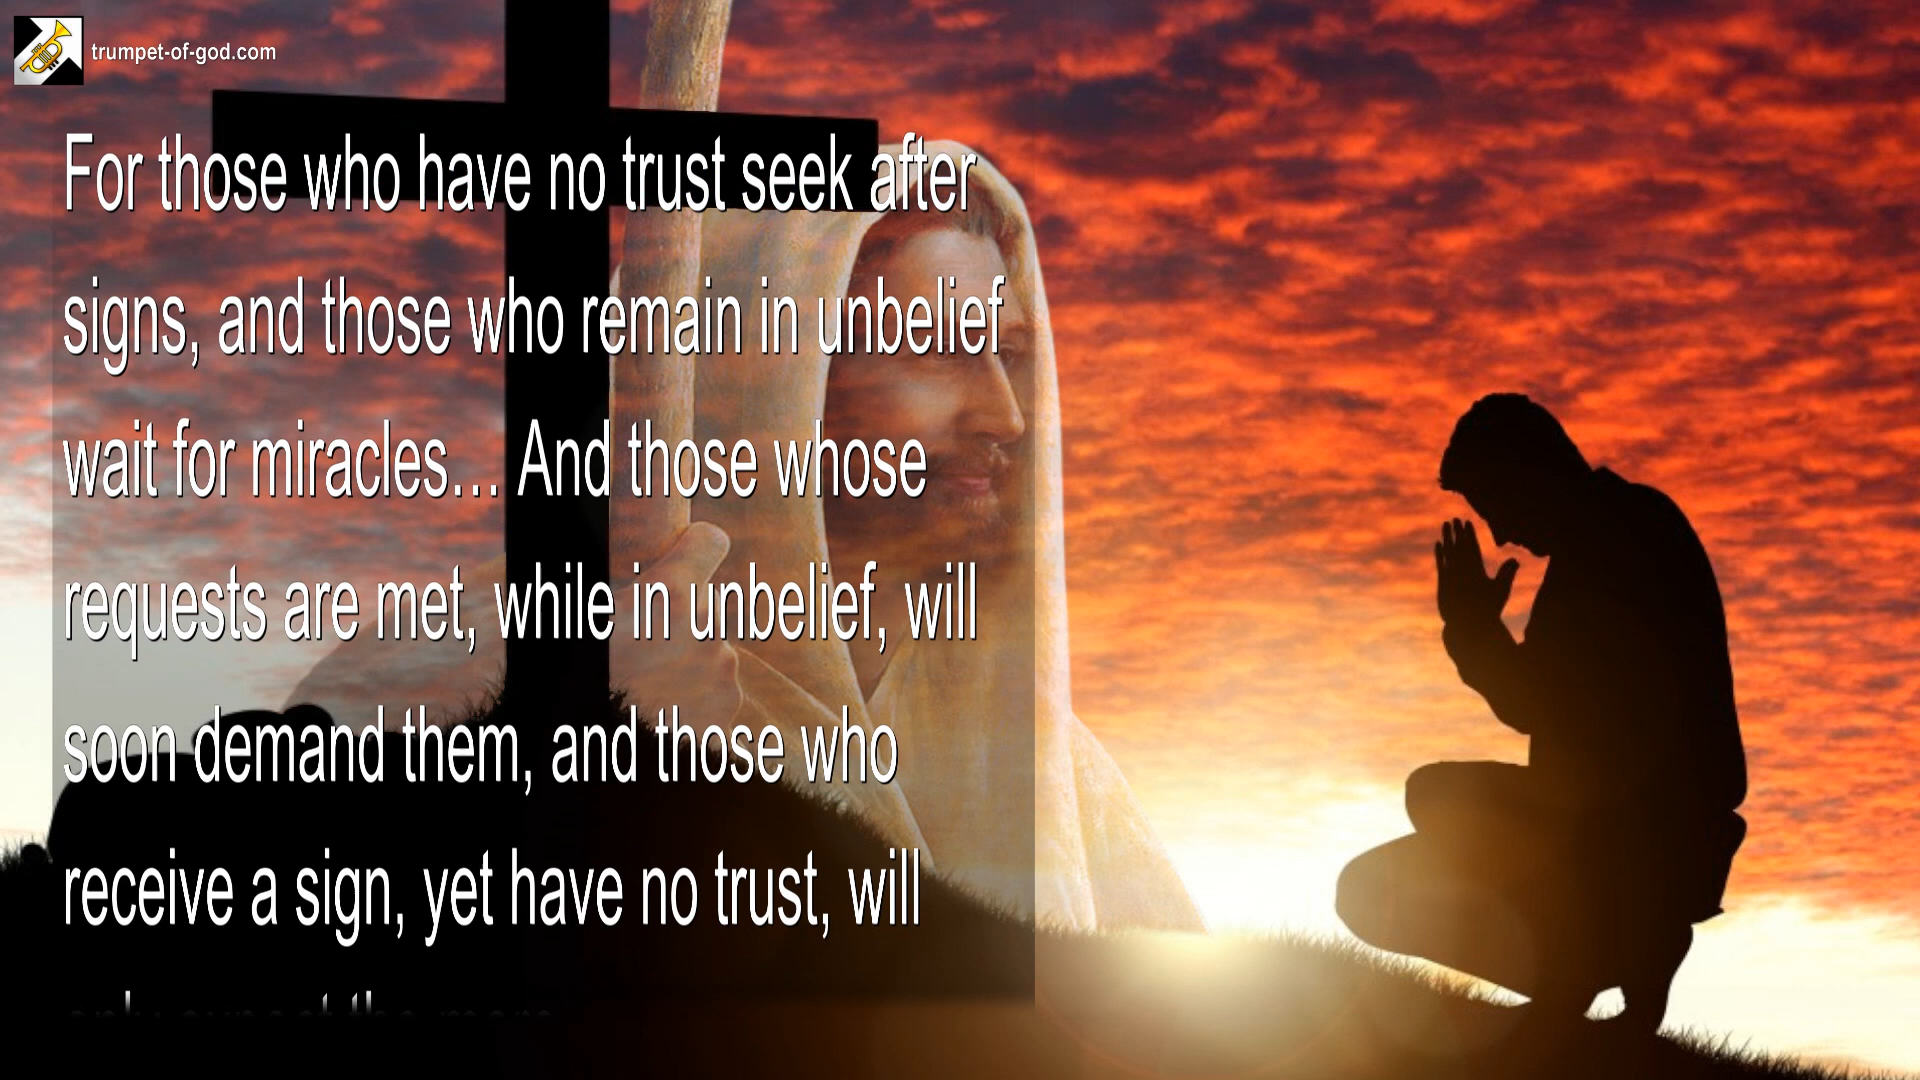 trumpet-of-god.com
For those who have no trust seek after
signs, and those who remain in unbelief
wait for miracles... And those whose
requests are met, while in unbelief, will
soon demand them, and those who
receive a sign, yet have no trust, will